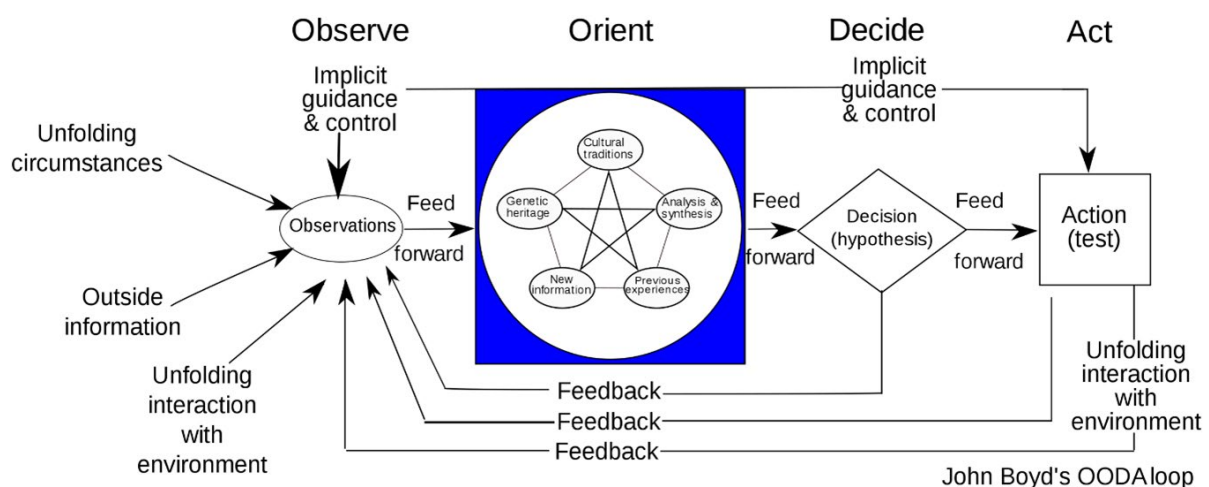 Observe
Orient
Decide
Act
Implicit
guidance
& control
Implicit
guidance
& control
Unfolding
circumstances
Observations
Feed
forward
Cultural
traditions
Genetic
heritage
Analysis &
synthesis
New
information
Previous
experiences
Feed
forward
Decision
(hypothesis)
Feed
forward
Action
(test)
Outside
information
Unfolding
interaction
with
environment
Unfolding
interaction
with
environment
Feedback
Feedback
Feedback
John Boyd's OODA loop